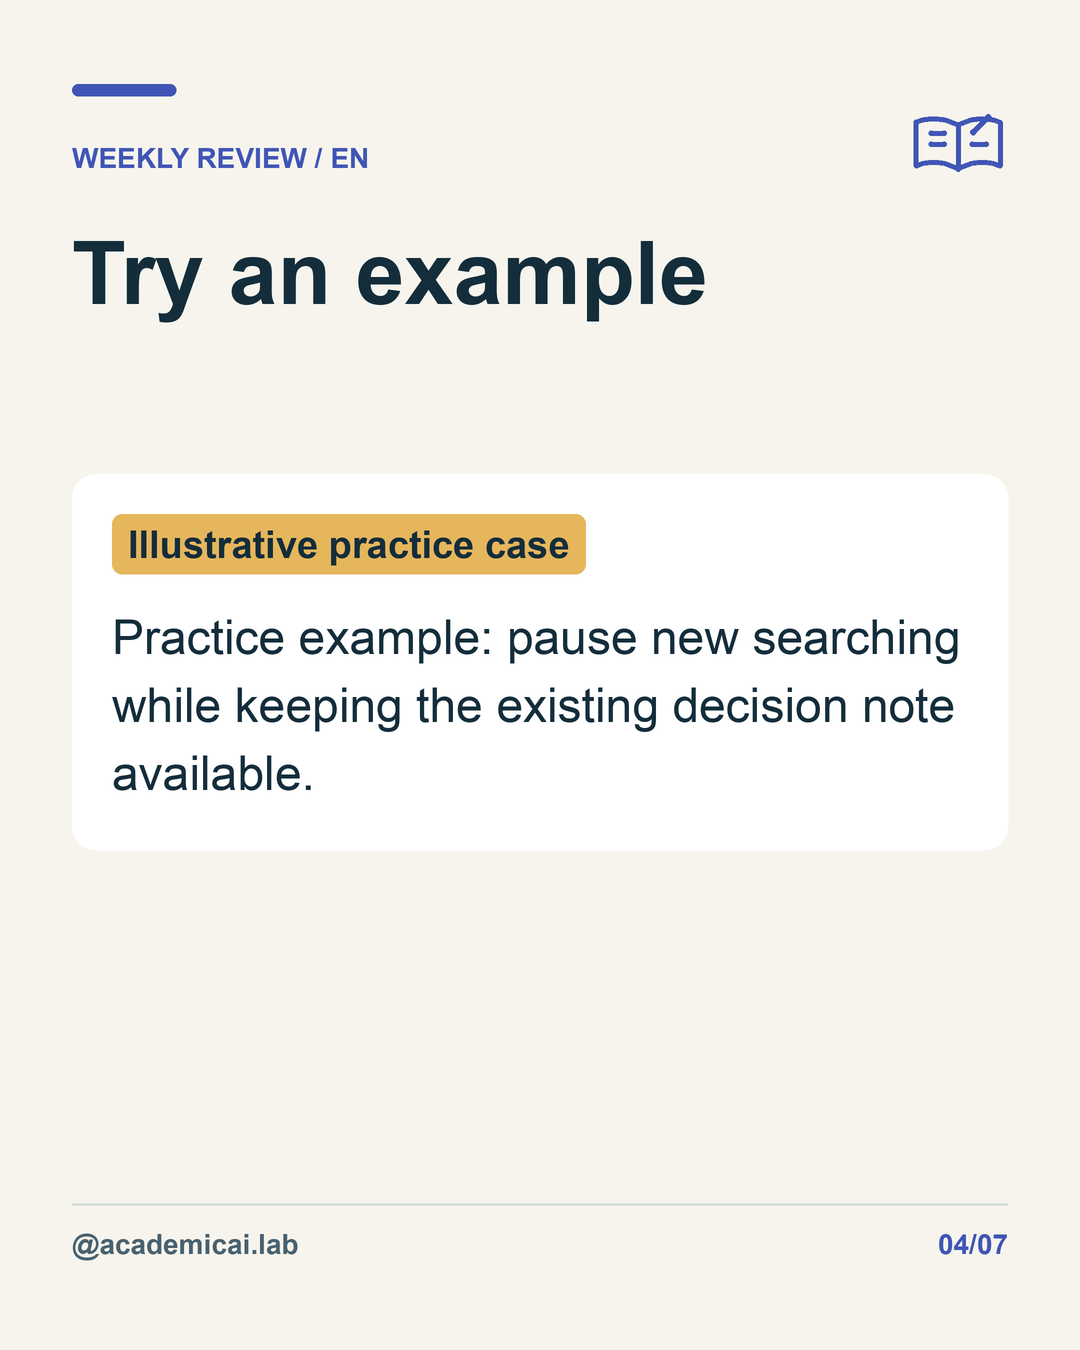 WEEKLY REVIEW / EN
Try an example
Illustrative practice case
Practice example: pause new searching
while keeping the existing decision note
available.
@academicai.lab
04/07